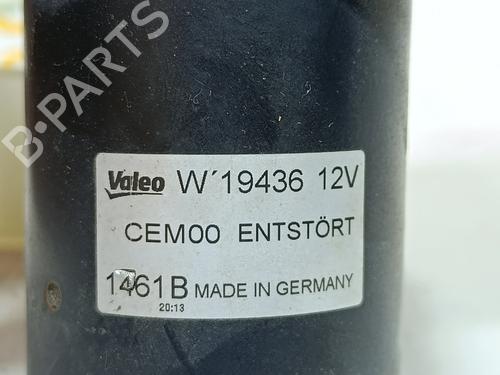 B-PARTS
Valeo W´19436 12V
CEM00 ENTSTÖRT
1461B MADE IN GERMANY
20:13